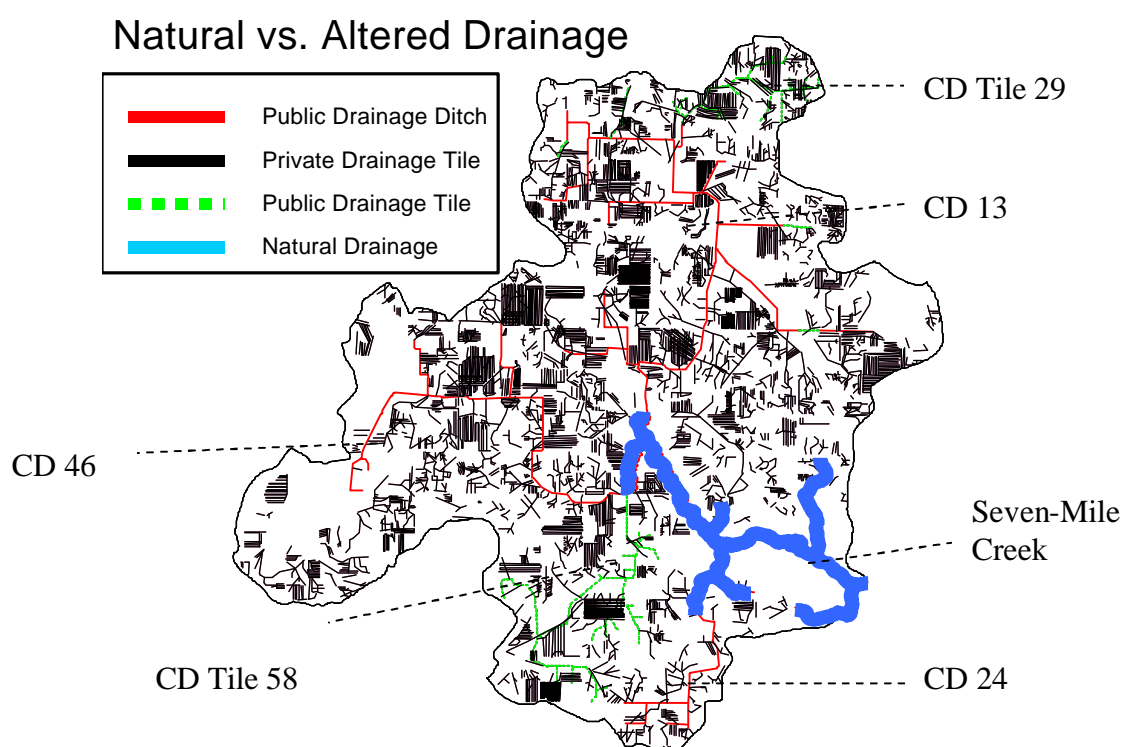 Natural vs. Altered Drainage
Public Drainage Ditch
Private Drainage Tile
Public Drainage Tile
Natural Drainage
CD Tile 29
CD 13
CD 46
Seven-Mile
Creek
CD Tile 58
CD 24